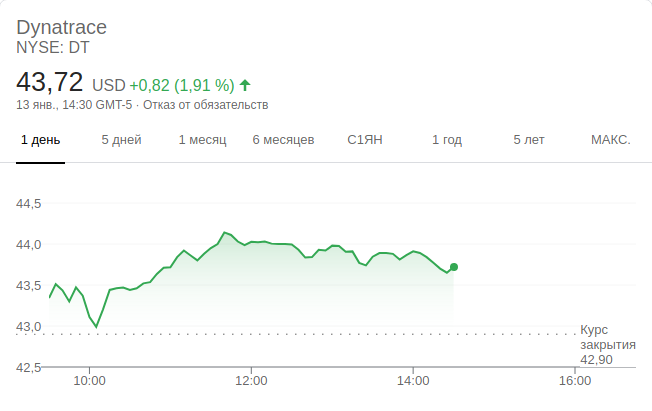 Dynatrace
NYSE: DT
43,72 USD +0,82 (1,91 %)
13 янв., 14:30 GMT-5 · Отказ от обязательств
1 день 5 дней 1 месяц 6 месяцев С1ЯН 1 год 5 лет МАКС.
44,5
44,0
43,5
43,0
Курс
закрытия
42,90
42,5
10:00 12:00 14:00 16:00